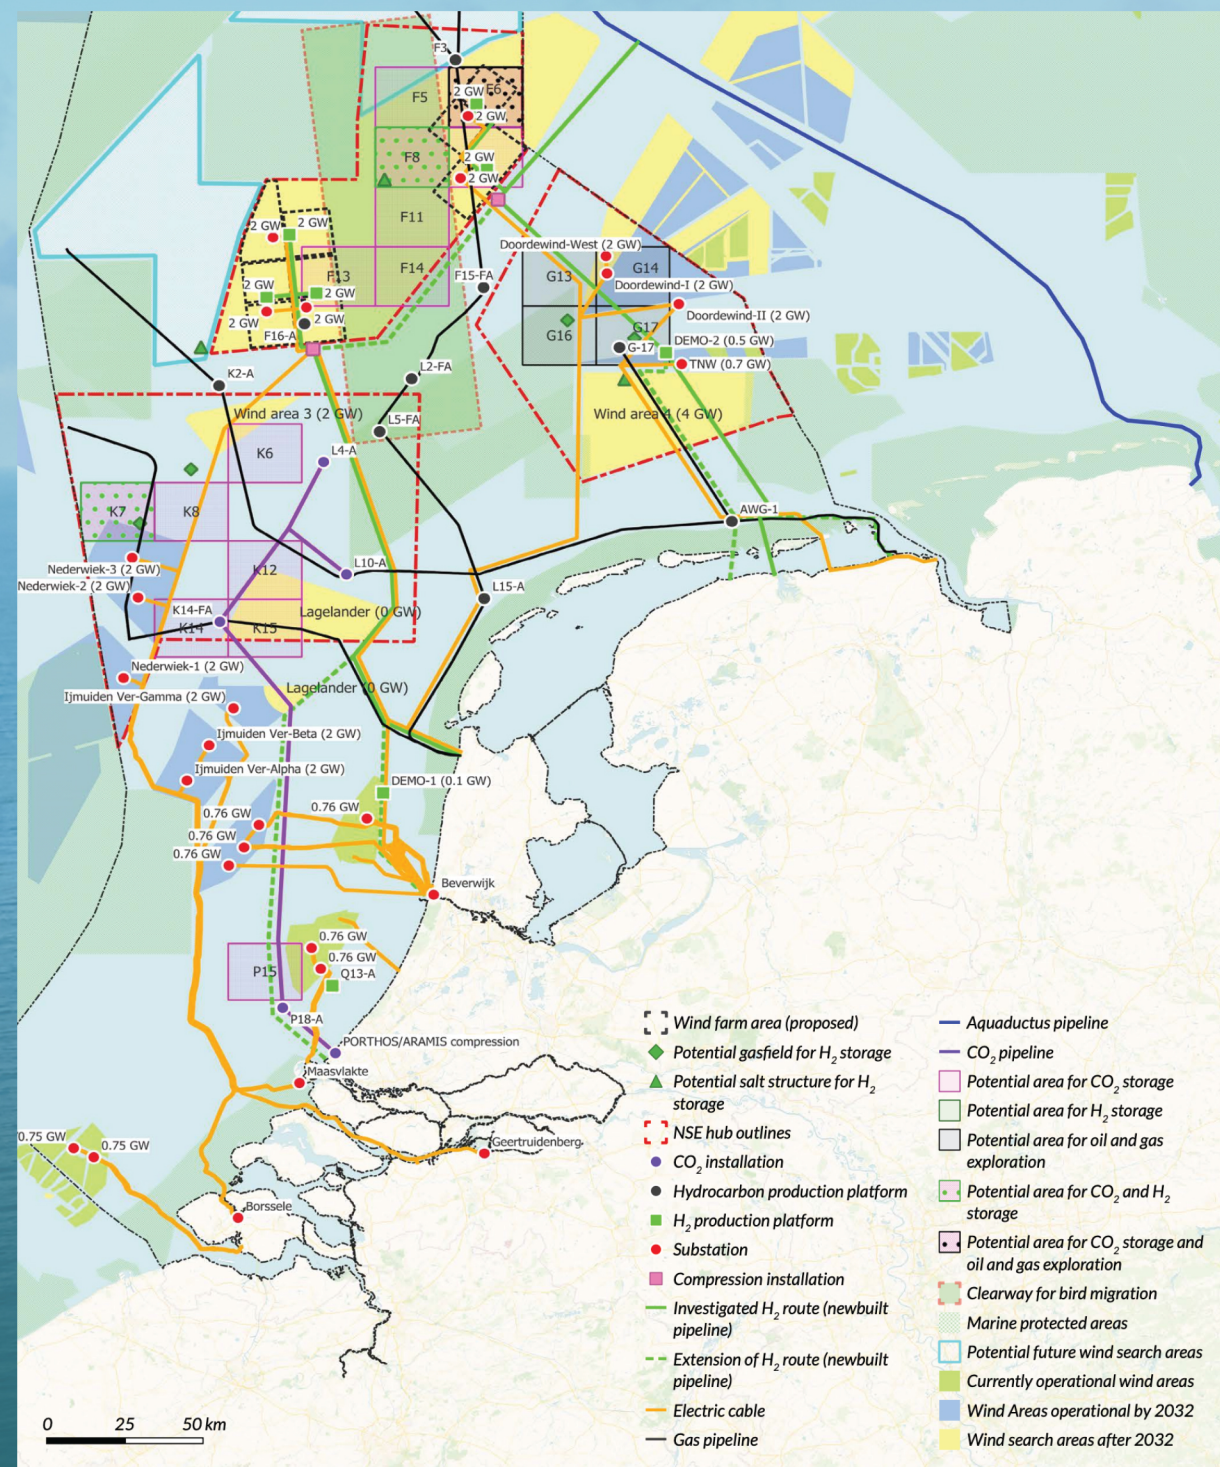 F3
F5
2 GW
F6
2 GW
F8
2 GW
2 GW
F11
2 GW
2 GW
Doordewind-West (2 GW)
F13
F14
F15-FA
G13
G14
Doordewind-I (2 GW)
2 GW
2 GW
2 GW
2 GW
F16-A
Doordewind-II (2 GW)
G16
G17
G-17
DEMO-2 (0.5 GW)
TNW (0.7 GW)
K2-A
L2-FA
Wind area 3 (2 GW)
L5-FA
Wind area 4 (4 GW)
K6
L4-A
K7
K8
AWG-1
Nederwiek-3 (2 GW)
K12
L10-A
Nederwiek-2 (2 GW)
L15-A
K14-FA
Lagelander (0 GW)
K14
K15
Nederwiek-1 (2 GW)
Lagelander (0 GW)
Ijmuiden Ver-Gamma (2 GW)
Ijmuiden Ver-Beta (2 GW)
Ijmuiden Ver-Alpha (2 GW)
DEMO-1 (0.1 GW)
0.76 GW
0.76 GW
0.76 GW
0.76 GW
Beverwijk
0.76 GW
0.76 GW
P15
Q13-A
P18-A
PORTHOS/ARAMIS compression
Maasvlakte
Geertruidenberg
0.75 GW
0.75 GW
Borssele
0 25 50 km
Wind farm area (proposed)
Potential gasfield for H2 storage
Potential salt structure for H2
storage
NSE hub outlines
CO2 installation
Hydrocarbon production platform
H2 production platform
Substation
Compression installation
Investigated H2 route (newbuilt
pipeline)
Extension of H2 route (newbuilt
pipeline)
Electric cable
Gas pipeline
Aquaductus pipeline
CO2 pipeline
Potential area for CO2 storage
Potential area for H2 storage
Potential area for oil and gas
exploration
Potential area for CO2 and H2
storage
Potential area for CO2 storage and
oil and gas exploration
Clearway for bird migration
Marine protected areas
Potential future wind search areas
Currently operational wind areas
Wind Areas operational by 2032
Wind search areas after 2032